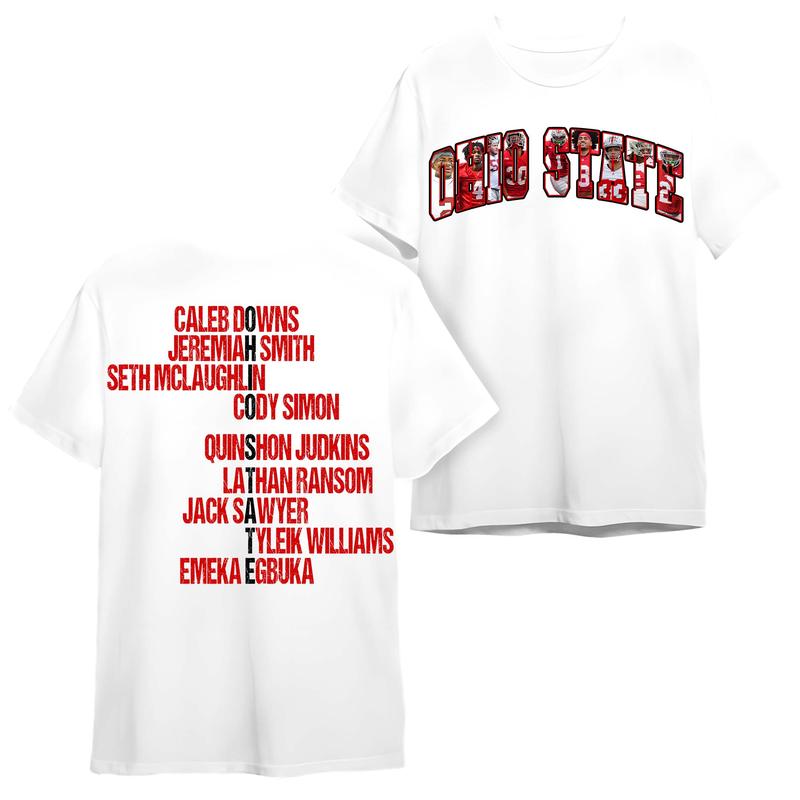 OHIO STATE
CALEB DOWNS
JEREMIAH SMITH
SETH MCLAUGHLIN
CODY SIMON
QUINSHON JUDKINS
LATHAN RANSOM
JACK SAWYER
TYLEIK WILLIAMS
EMEKA EGBUKA